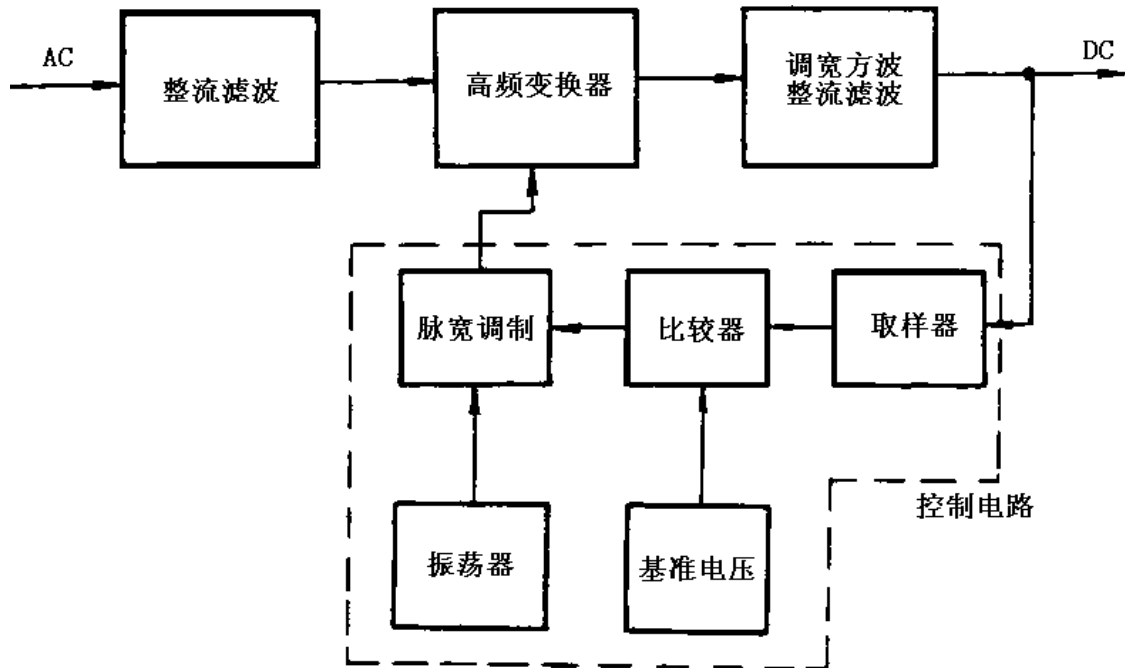 AC
整流滤波
高频变换器
调宽方波
整流滤波
DC
脉宽调制
比较器
取样器
振荡器
基准电压
控制电路